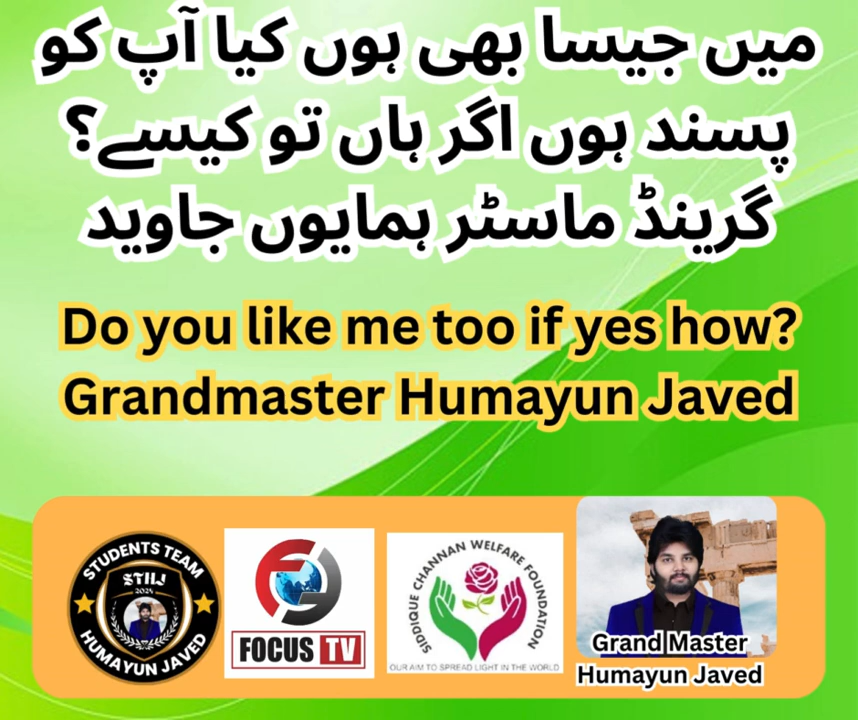 میں جیسا بھی ہوں کیا آپ کو
پسند ہوں اگر ہاں تو کیسے؟
گرینڈ ماسٹر ہمایوں جاوید
Do you like me too if yes how?
Grandmaster Humayun Javed
STUDENTS TEAM
STHJ
2024
HUMAYUN JAVED
FOCUS TV
SIDDIQUE CHANNAN WELFARE FOUNDATION
OUR AIM TO SPREAD LIGHT IN THE WORLD
Grand Master
Humayun Javed